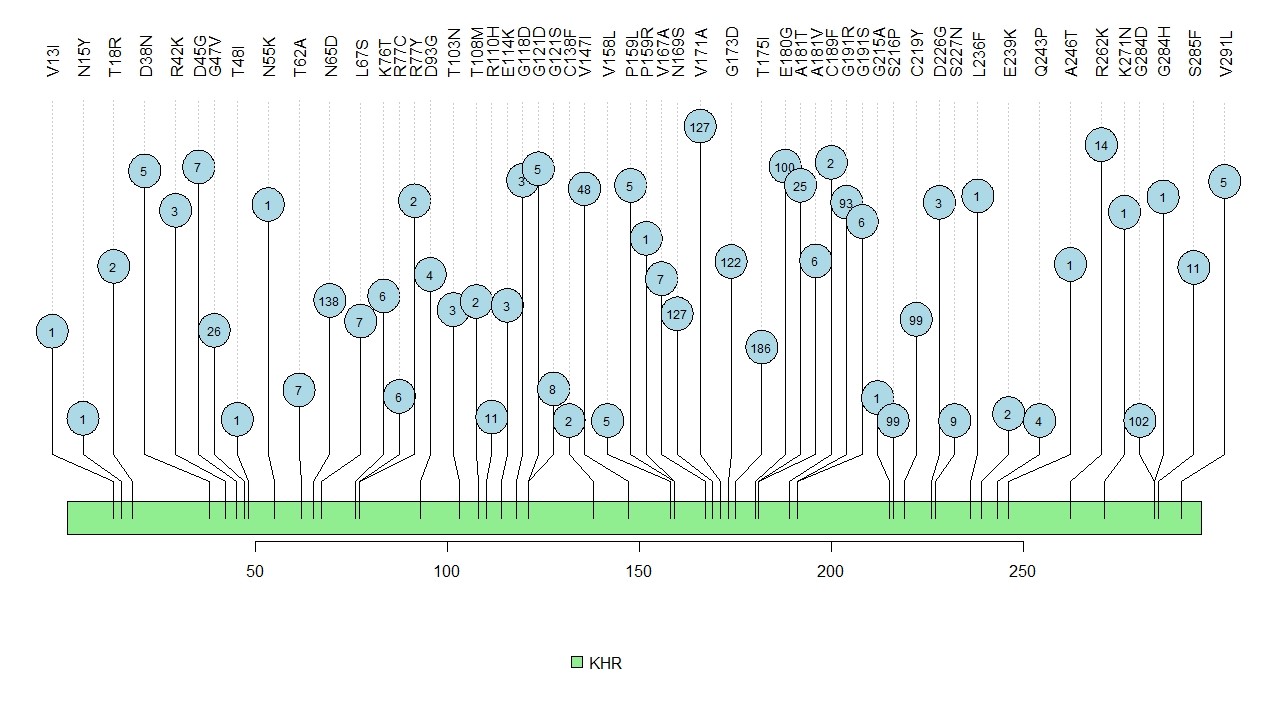 V13I
N15Y
T18R
D38N
R42K
D45G
G47V
T48I
N55K
T62A
N65D
L67S
K76T
R77C
R77Y
D93G
T103N
T108M
R110H
E114K
G118D
G121D
G121S
C138F
V147I
V158L
P159L
P159R
V167A
N169S
V171A
G173D
T175I
E180G
A181T
A181V
C189F
G191R
G191S
G215A
S216P
C219Y
D226G
S227N
L236F
E239K
Q243P
A246T
R262K
K271N
G284D
G284H
S285F
V291L
1
1
2
5
3
7
26
1
1
7
138
7
6
6
2
4
3
2
11
3
3
5
8
2
48
5
5
1
7
127
127
122
186
100
25
6
2
93
6
1
99
99
3
9
1
2
4
1
14
1
102
1
11
5
50
100
150
200
250
KHR